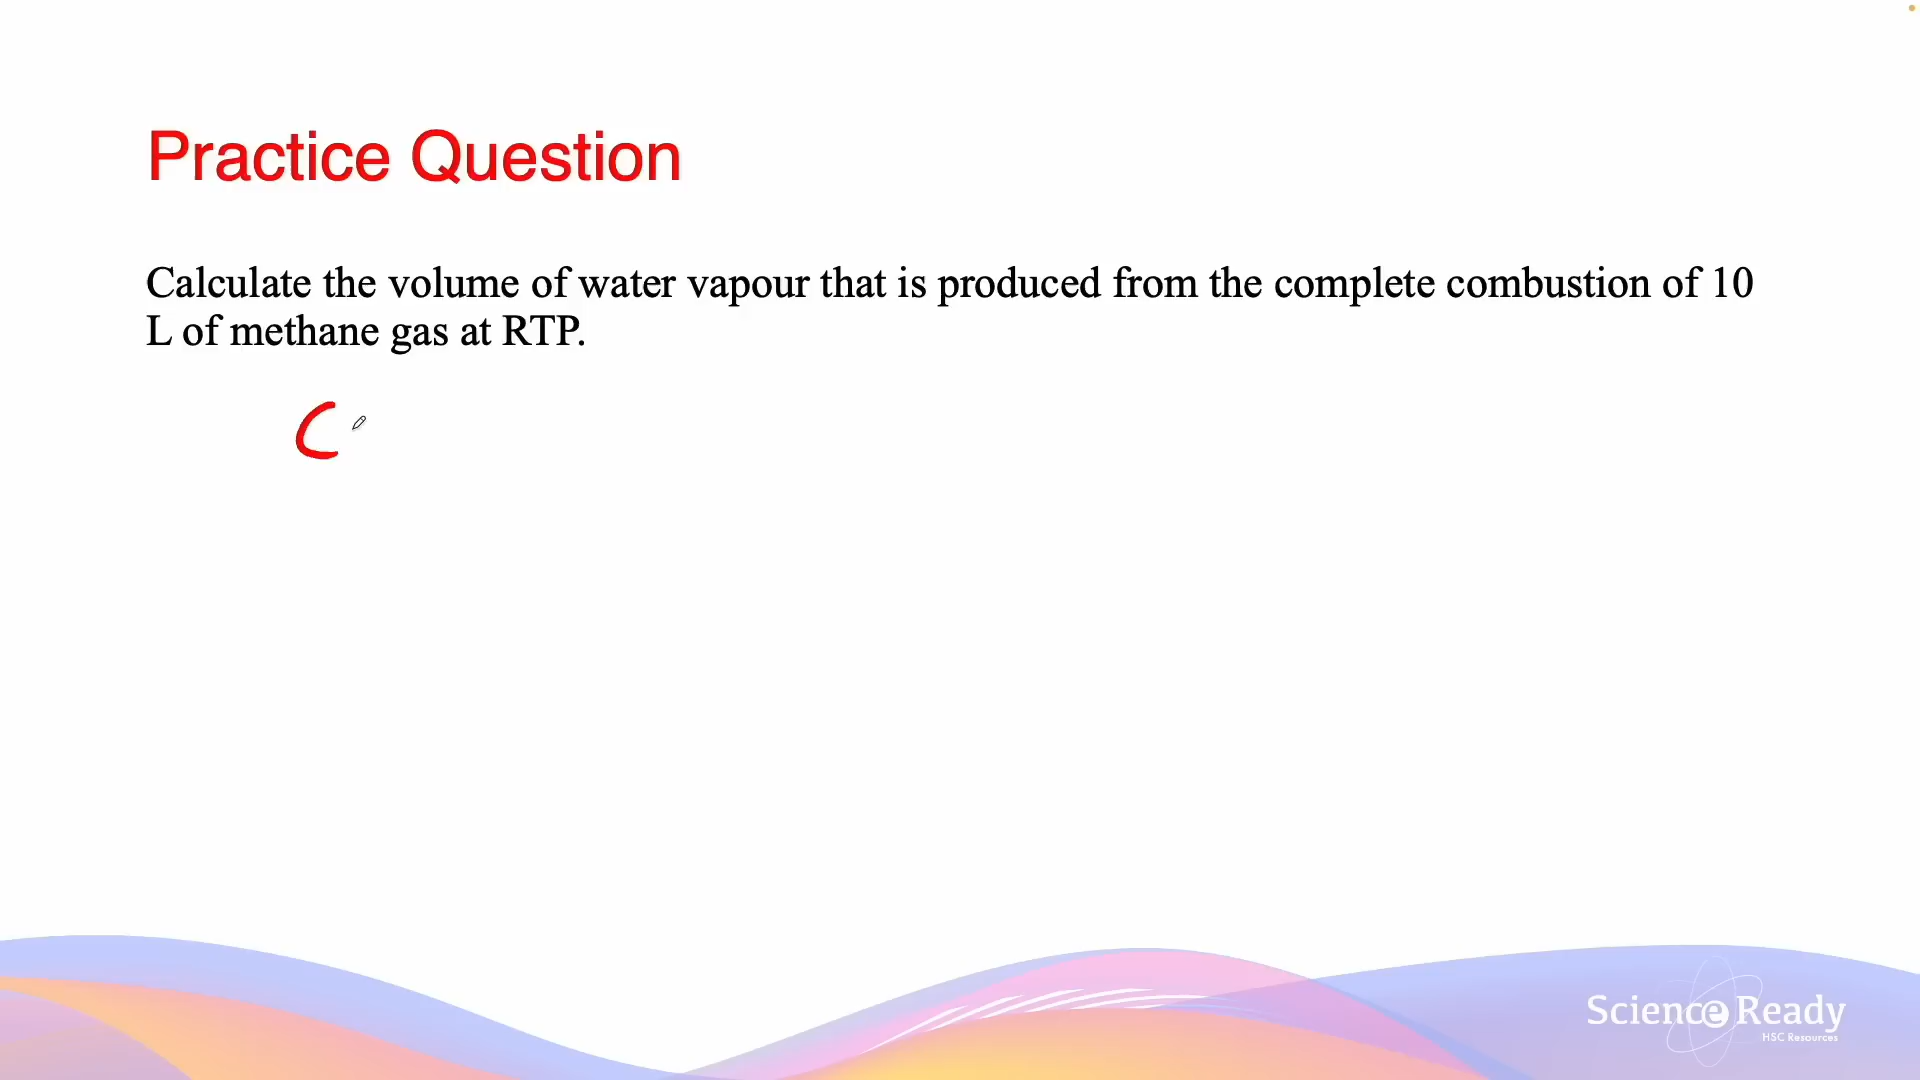 Practice Question
Calculate the volume of water vapour that is produced from the complete combustion of 10
L of methane gas at RTP.
C
Science Ready
HSC Resources